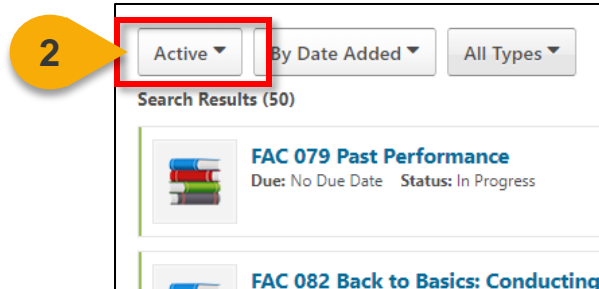 2
Active By Date Added All Types
Search Results (50)
FAC 079 Past Performance
Due: No Due Date Status: In Progress
FAC 082 Back to Basics: Conducting